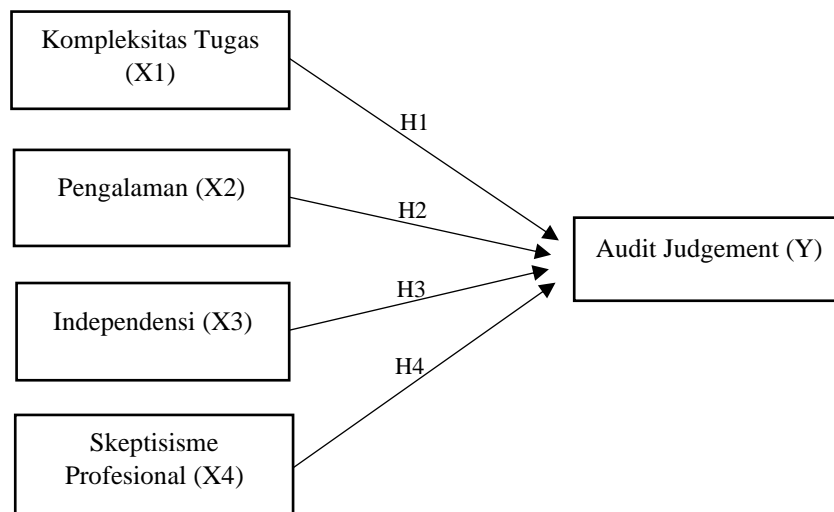 Kompleksitas Tugas
(X1)
H1
Pengalaman (X2)
H2
Audit Judgement (Y)
Independensi (X3)
H3
H4
Skeptisisme
Profesional (X4)